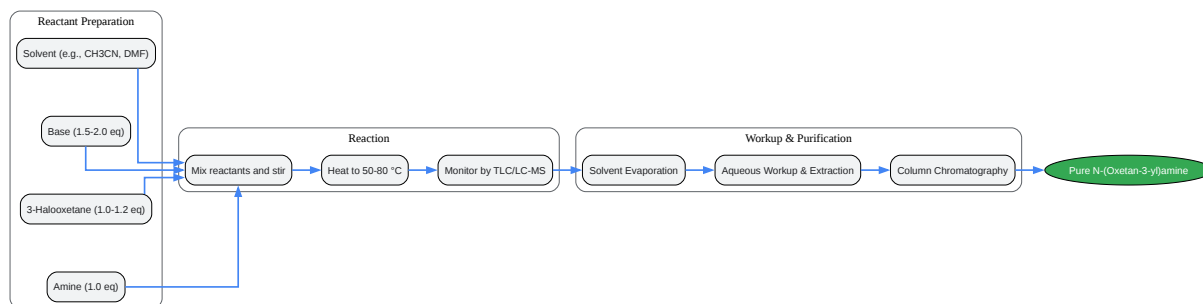 Reactant Preparation
Solvent (e.g., CH3CN, DMF)
Base (1.5-2.0 eq)
3-Halooxetane (1.0-1.2 eq)
Amine (1.0 eq)
Reaction
Mix reactants and stir
Heat to 50-80 °C
Monitor by TLC/LC-MS
Workup & Purification
Solvent Evaporation
Aqueous Workup & Extraction
Column Chromatography
Pure N-(Oxetan-3-yl)amine